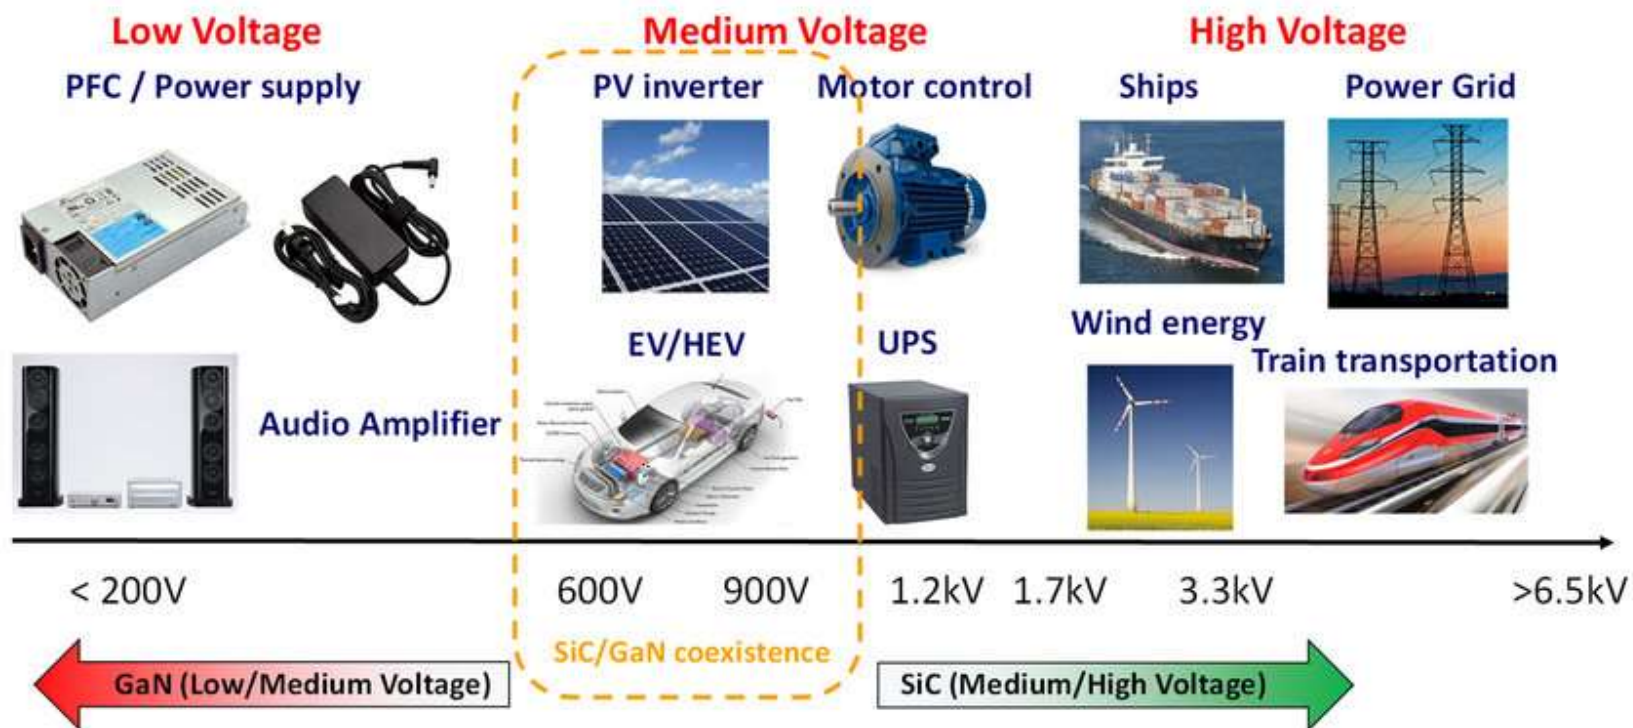 Low Voltage
Medium Voltage
High Voltage
PFC / Power supply
PV inverter
Motor control
Ships
Power Grid
EV/HEV
UPS
Wind energy
Train transportation
Audio Amplifier
< 200V
600V
900V
1.2kV
1.7kV
3.3kV
>6.5kV
SiC/GaN coexistence
GaN (Low/Medium Voltage)
SiC (Medium/High Voltage)